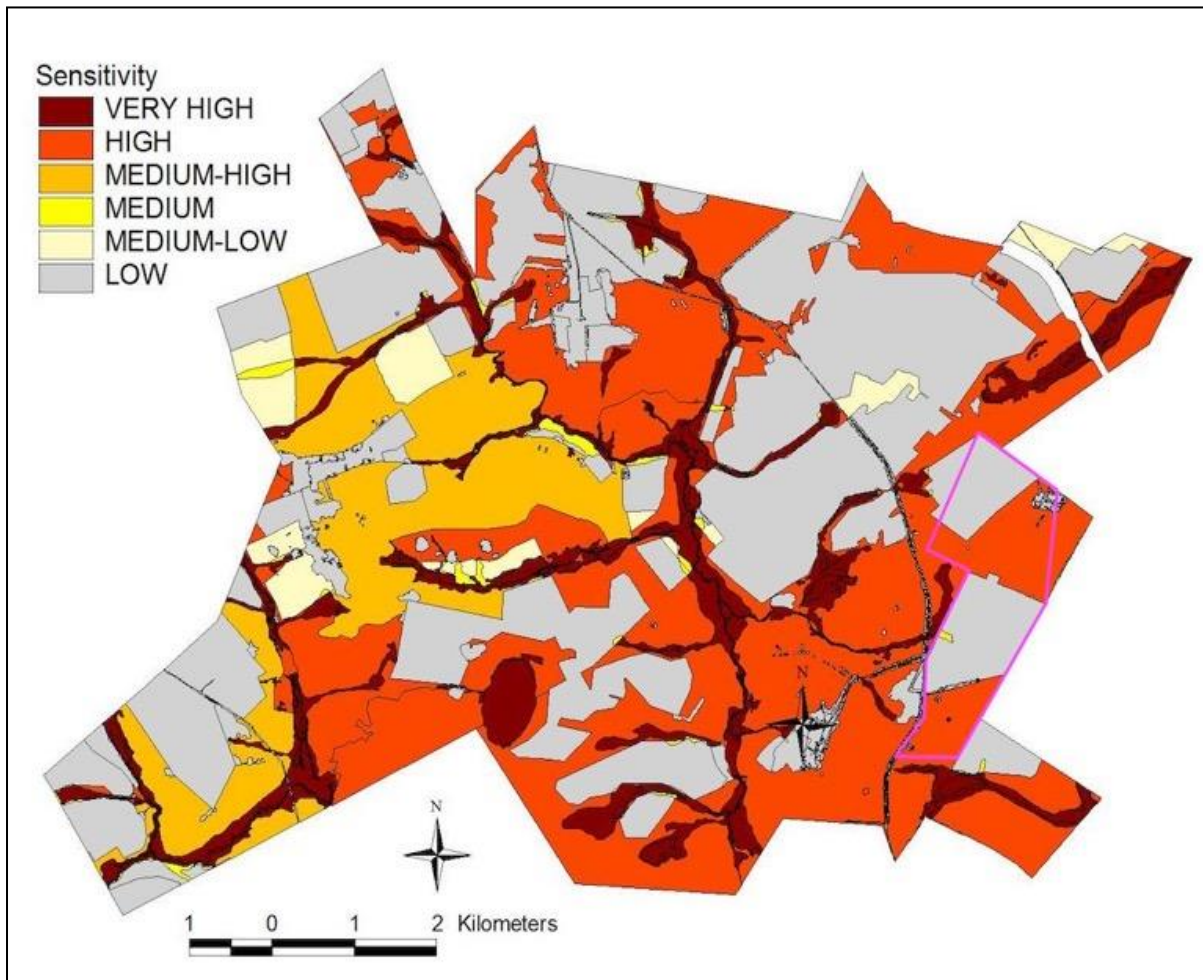 Sensitivity
VERY HIGH
HIGH
MEDIUM-HIGH
MEDIUM
MEDIUM-LOW
LOW
N
N
1 0 1 2 Kilometers